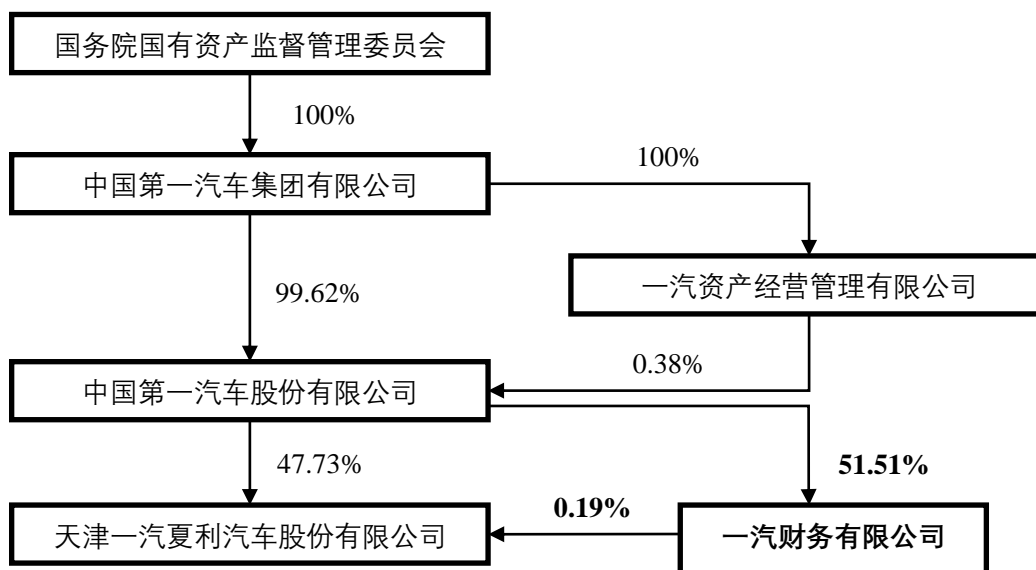 国务院国有资产监督管理委员会
100%
中国第一汽车集团有限公司
100%
99.62%
一汽资产经营管理有限公司
0.38%
中国第一汽车股份有限公司
47.73%
51.51%
0.19%
天津一汽夏利汽车股份有限公司
一汽财务有限公司